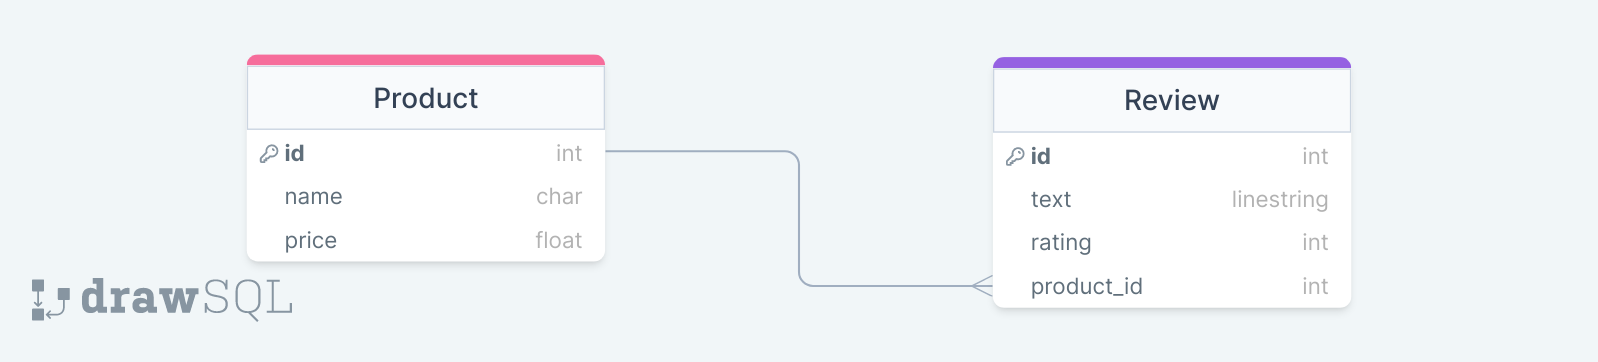 Product
id int
name char
price float
Review
id int
text linestring
rating int
product_id int
drawSQL